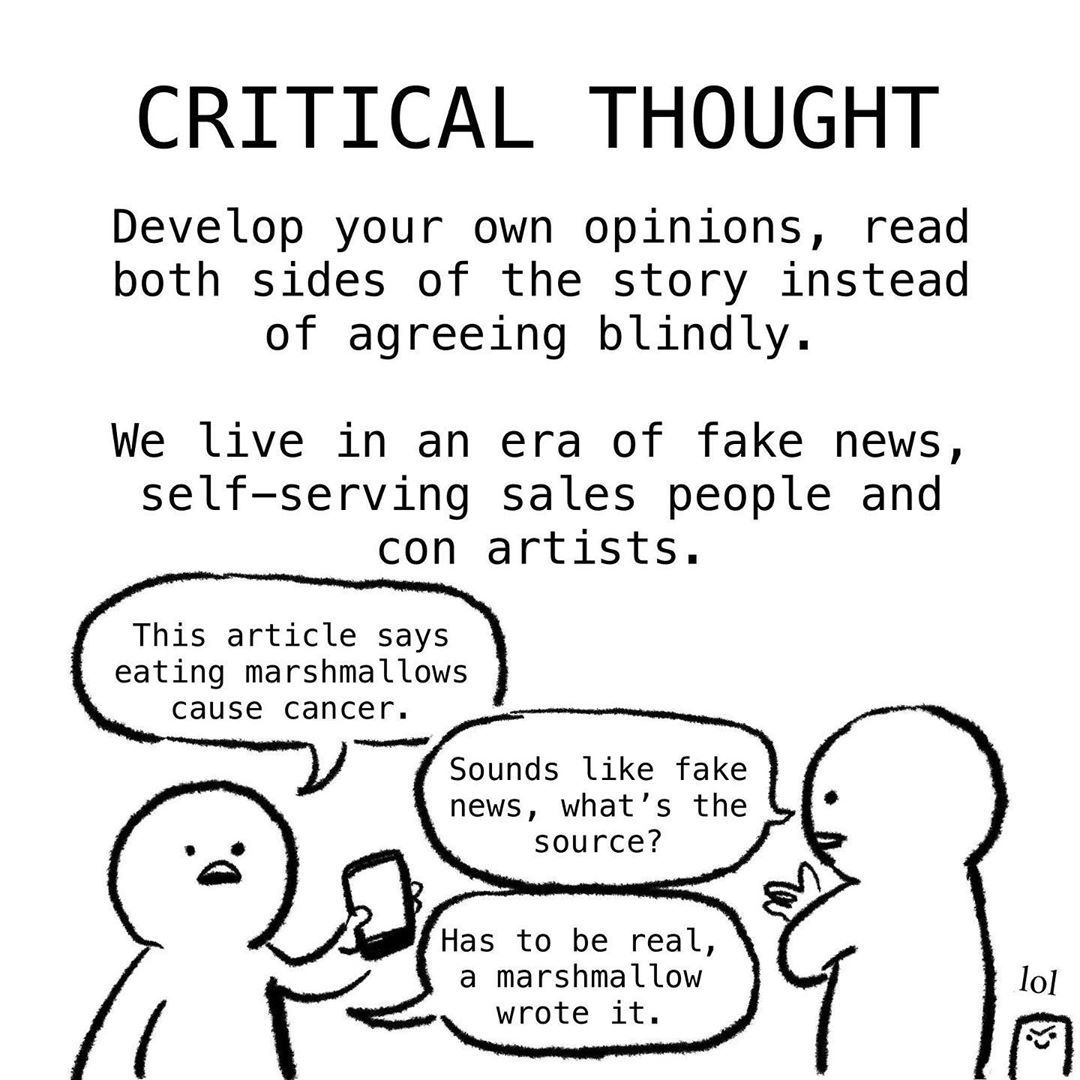 CRITICAL THOUGHT
Develop your own opinions, read
both sides of the story instead
of agreeing blindly.
We live in an era of fake news,
self-serving sales people and
con artists.
This article says
eating marshmallows
cause cancer.
Sounds like fake
news, what’s the
source?
Has to be real,
a marshmallow
wrote it.
lol